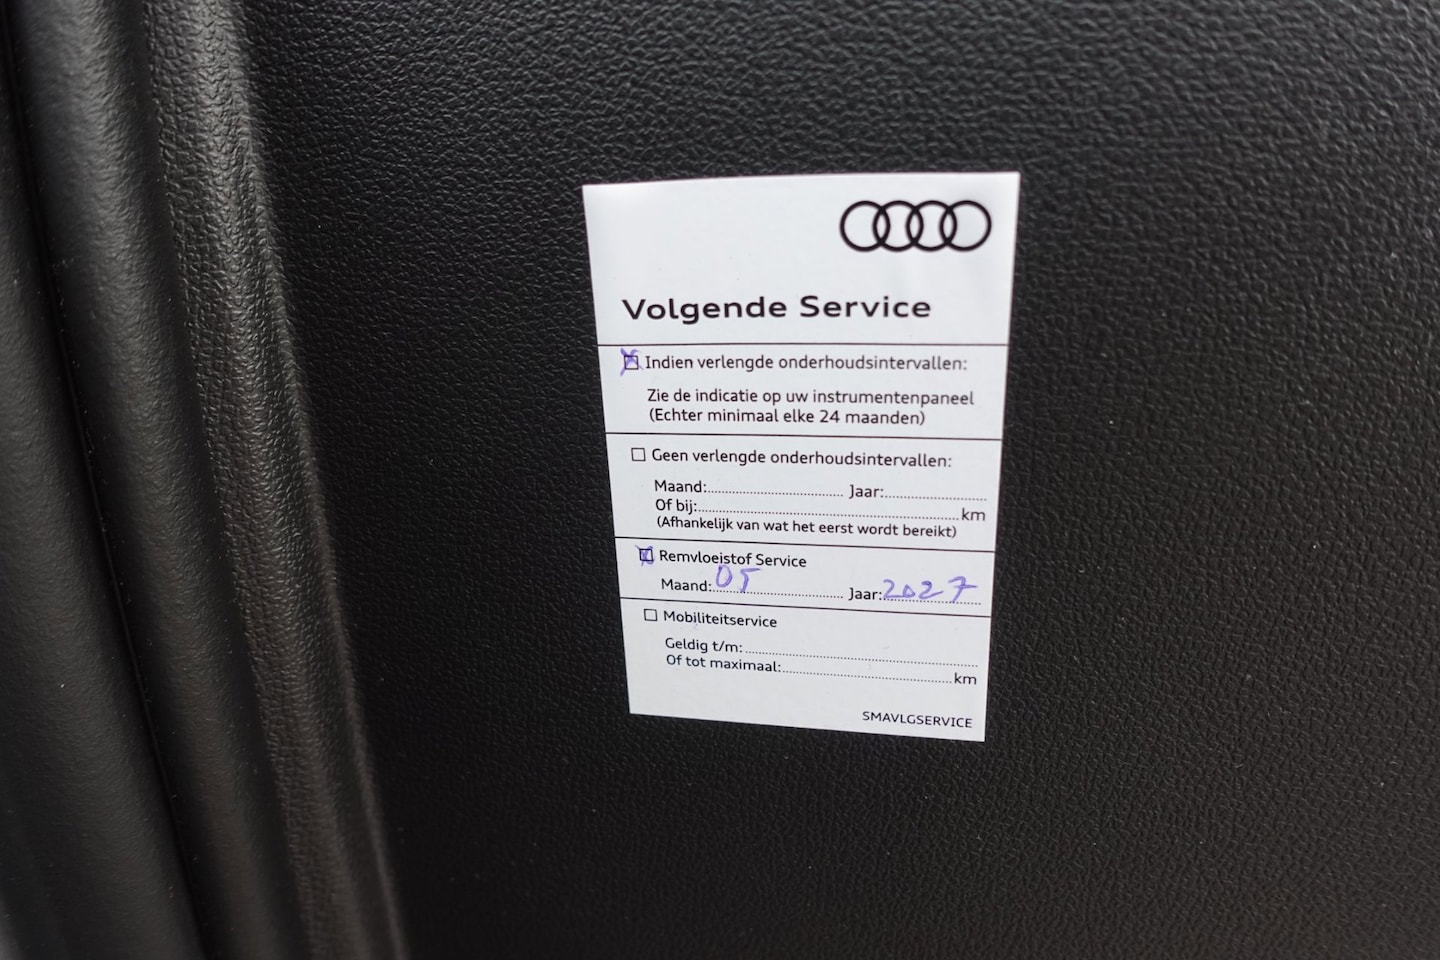 Volgende Service
Indien verlengde onderhoudsintervallen:
Zie de indicatie op uw instrumentenpaneel
(Echter minimaal elke 24 maanden)
Geen verlengde onderhoudsintervallen:
Maand:................................ Jaar:........................
Of bij:............................................................km
(Afhankelijk van wat het eerst wordt bereikt)
Remvloeistof Service
Maand: 05 Jaar: 2027
Mobiliteitservice
Geldig t/m:......................................................
Of tot maximaal:........................................km
SMAVLGSERVICE